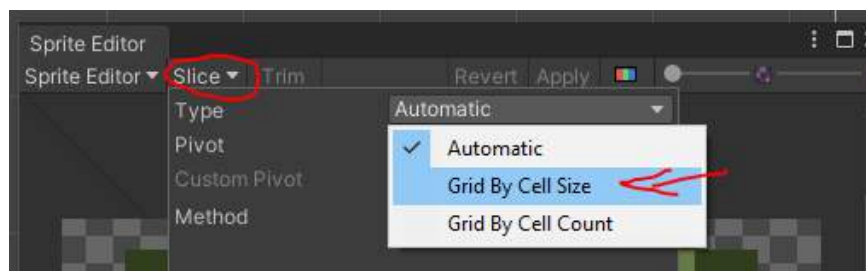 Sprite Editor
Sprite Editor Slice Trim Revert Apply
Type Automatic
Pivot Automatic
Custom Pivot Grid By Cell Size
Method Grid By Cell Count